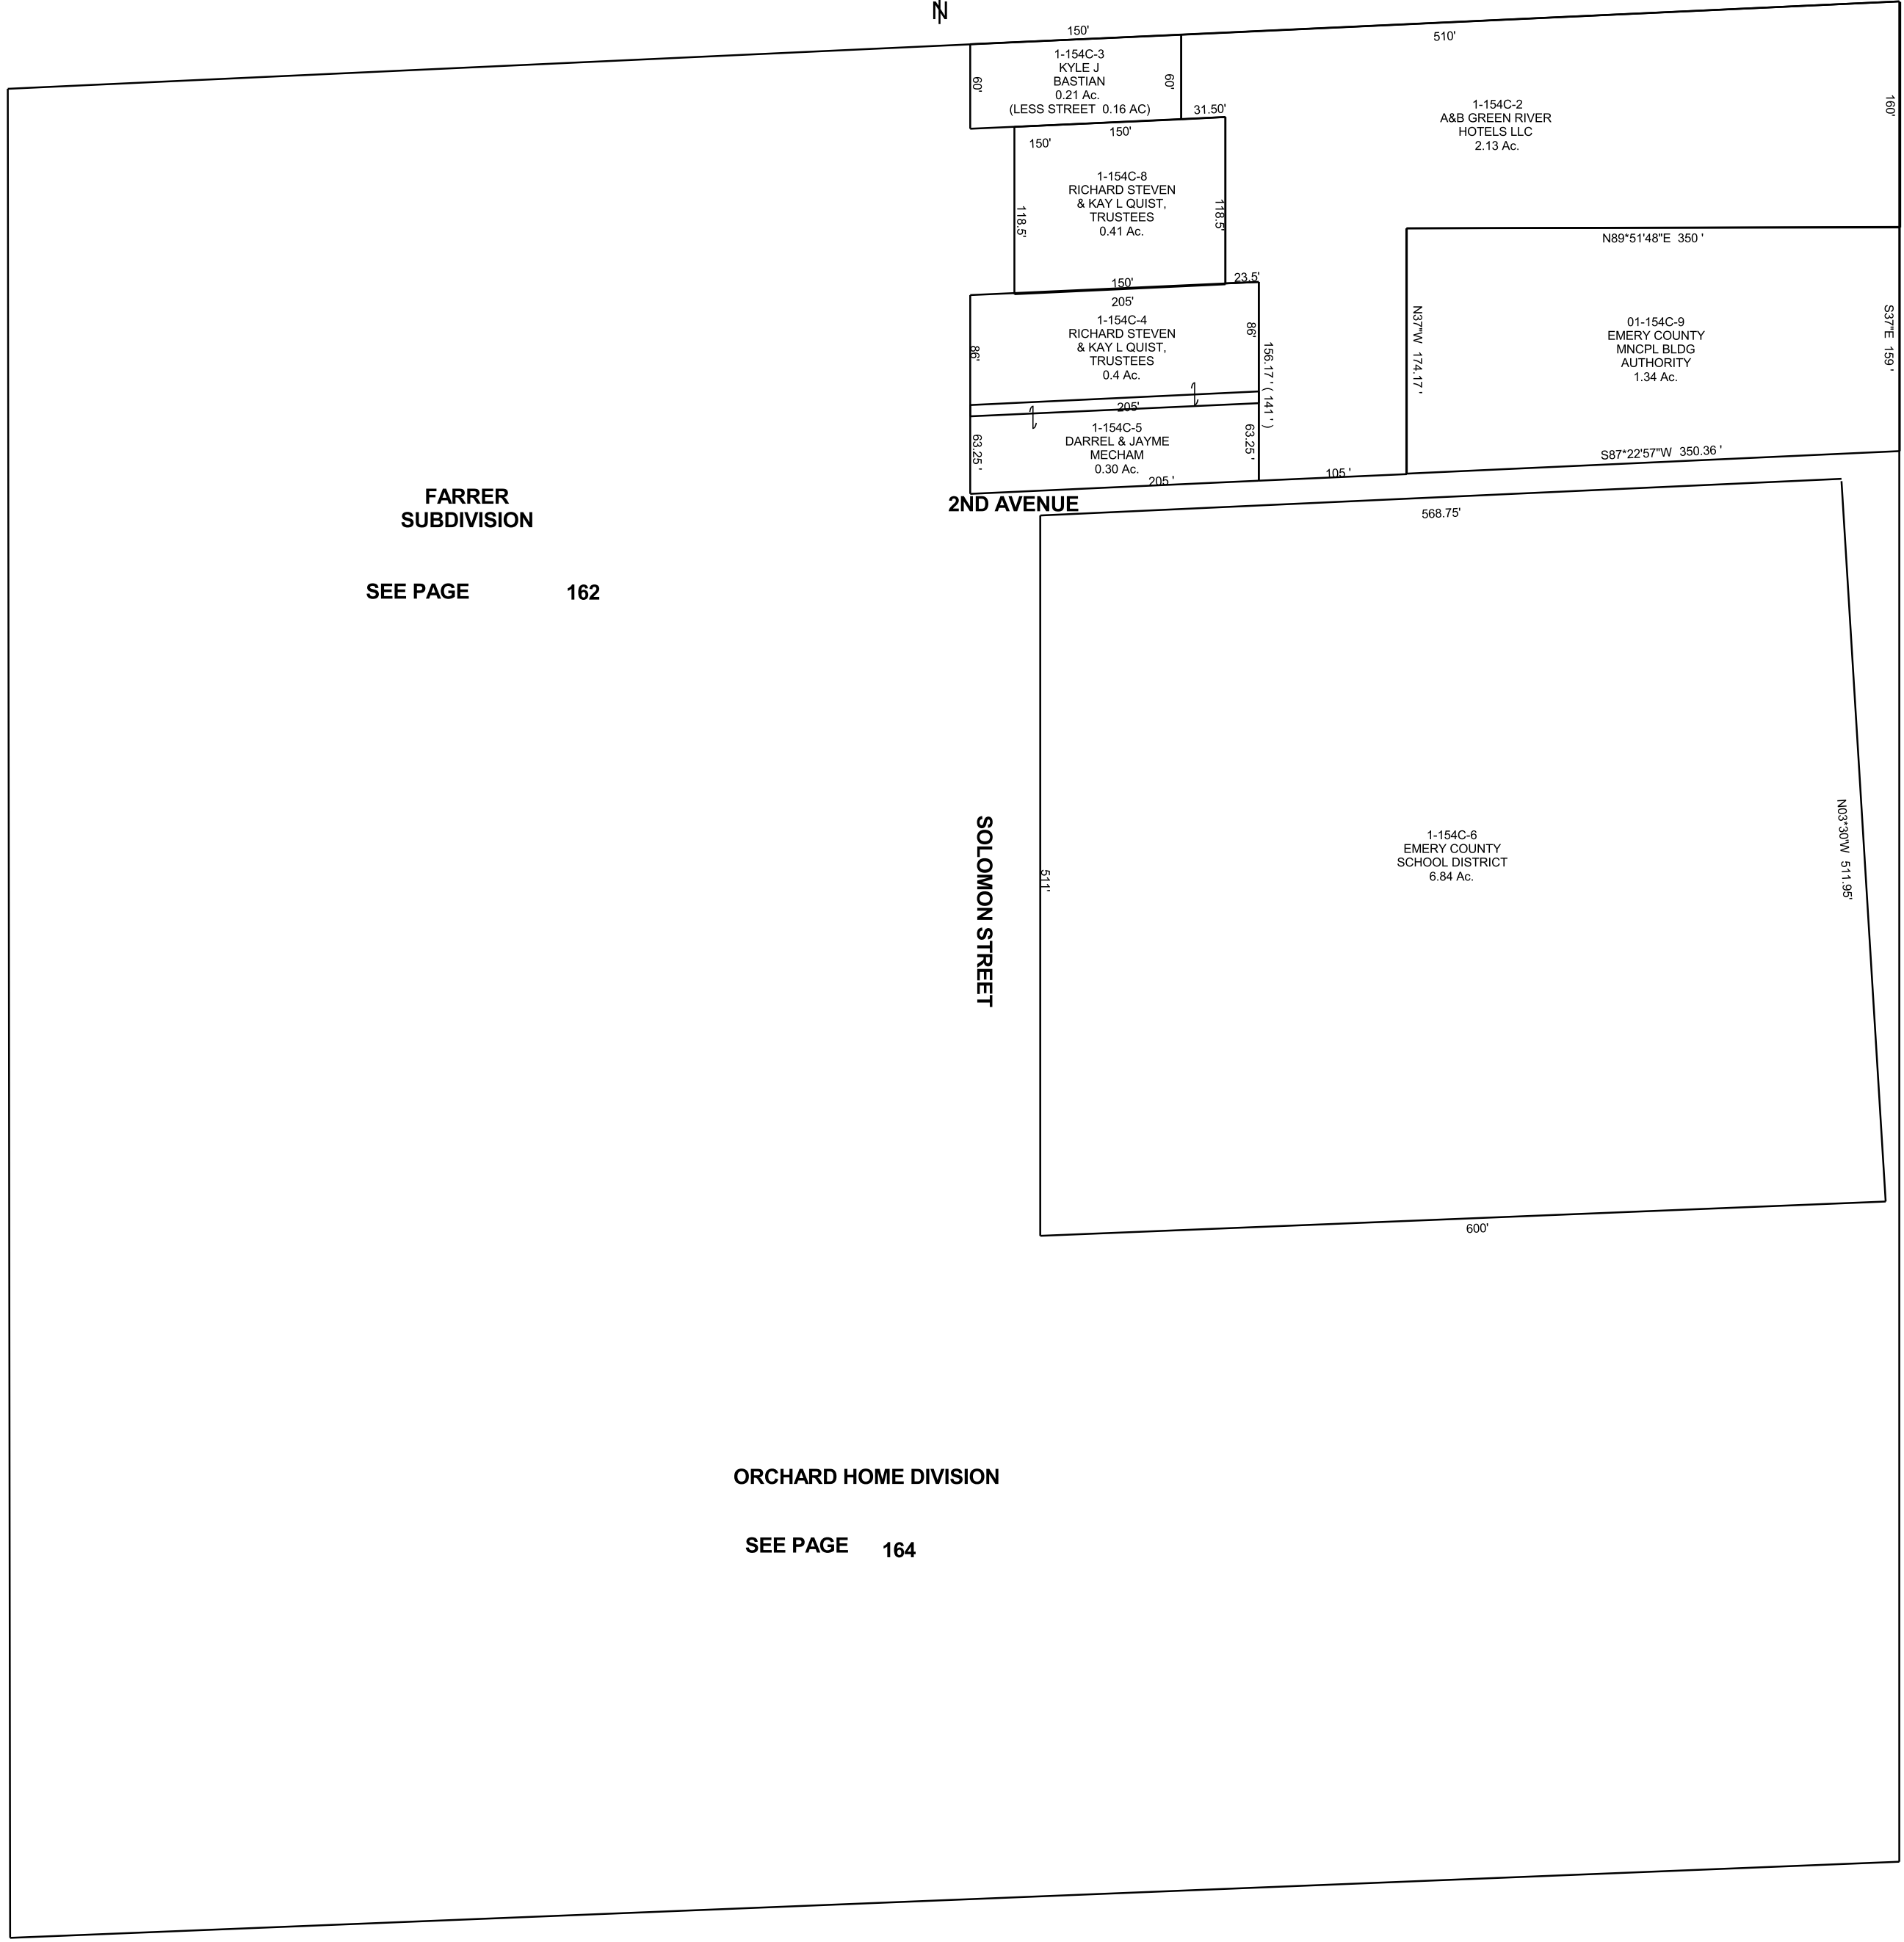 N
150'
510'
1-154C-3
KYLE J
BASTIAN
0.21 Ac.
(LESS STREET 0.16 AC)
60'
60'
31.50'
1-154C-2
A&B GREEN RIVER
HOTELS LLC
2.13 Ac.
160'
150'
150'
1-154C-8
RICHARD STEVEN
& KAY L QUIST,
TRUSTEES
0.41 Ac.
118.5'
118.5'
N89*51'48"E 350 '
150'
23.5'
205'
1-154C-4
RICHARD STEVEN
& KAY L QUIST,
TRUSTEES
0.4 Ac.
86'
86'
156.17 ' ( 141 ' )
N37"W 174.17 '
01-154C-9
EMERY COUNTY
MNCPL BLDG
AUTHORITY
1.34 Ac.
S37"E 159 '
205'
1-154C-5
DARREL & JAYME
MECHAM
0.30 Ac.
63.25 '
63.25 '
S87*22'57"W 350.36 '
205 '
105 '
2ND AVENUE
FARRER
SUBDIVISION
SEE PAGE 162
568.75'
SOLOMON STREET
511'
1-154C-6
EMERY COUNTY
SCHOOL DISTRICT
6.84 Ac.
N03*30'W 511.95'
600'
ORCHARD HOME DIVISION
SEE PAGE 164